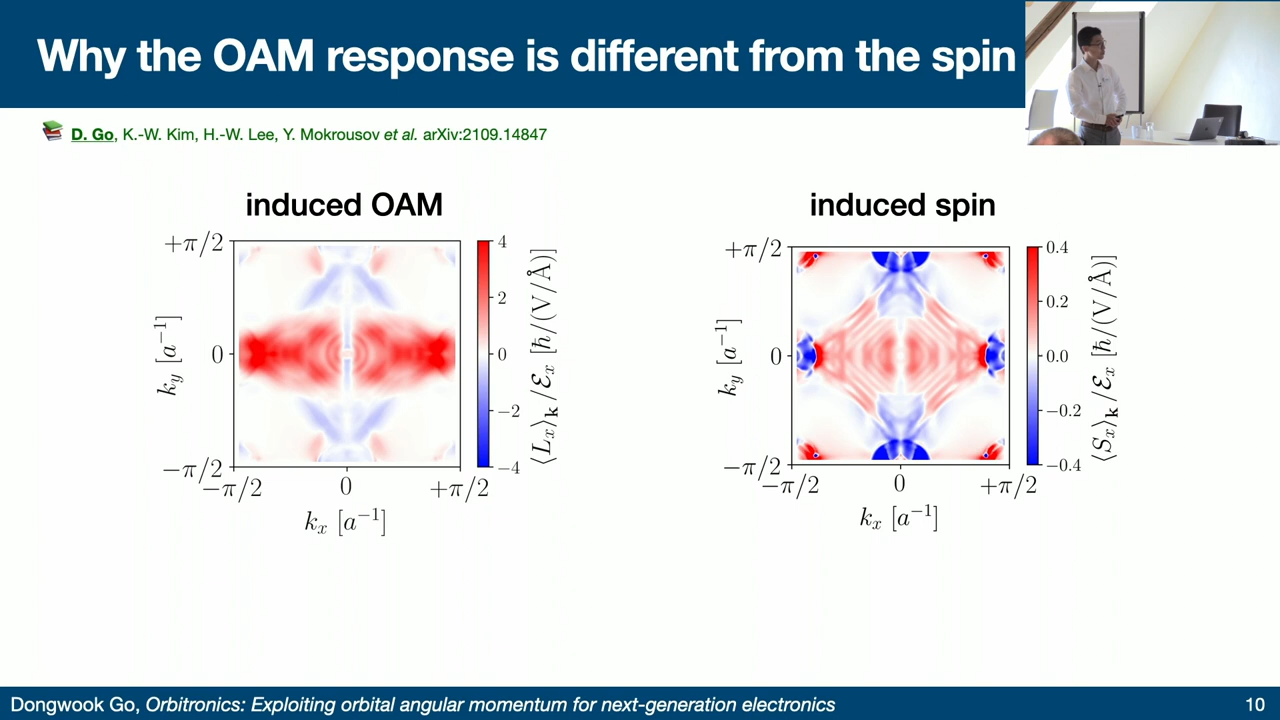 Why the OAM response is different from the spin
D. Go, K.-W. Kim, H.-W. Lee, Y. Mokrousov et al. arXiv:2109.14847
induced OAM
+π/2
0
−π/2
k_y [a⁻¹]
−π/2
0
+π/2
k_x [a⁻¹]
4
2
0
−2
−4
⟨L_x⟩_k/ℰ_x [ħ/(V/Å)]
induced spin
+π/2
0
−π/2
k_y [a⁻¹]
−π/2
0
+π/2
k_x [a⁻¹]
0.4
0.2
0.0
−0.2
−0.4
⟨S_x⟩_k/ℰ_x [ħ/(V/Å)]
Dongwook Go, Orbitronics: Exploiting orbital angular momentum for next-generation electronics
10